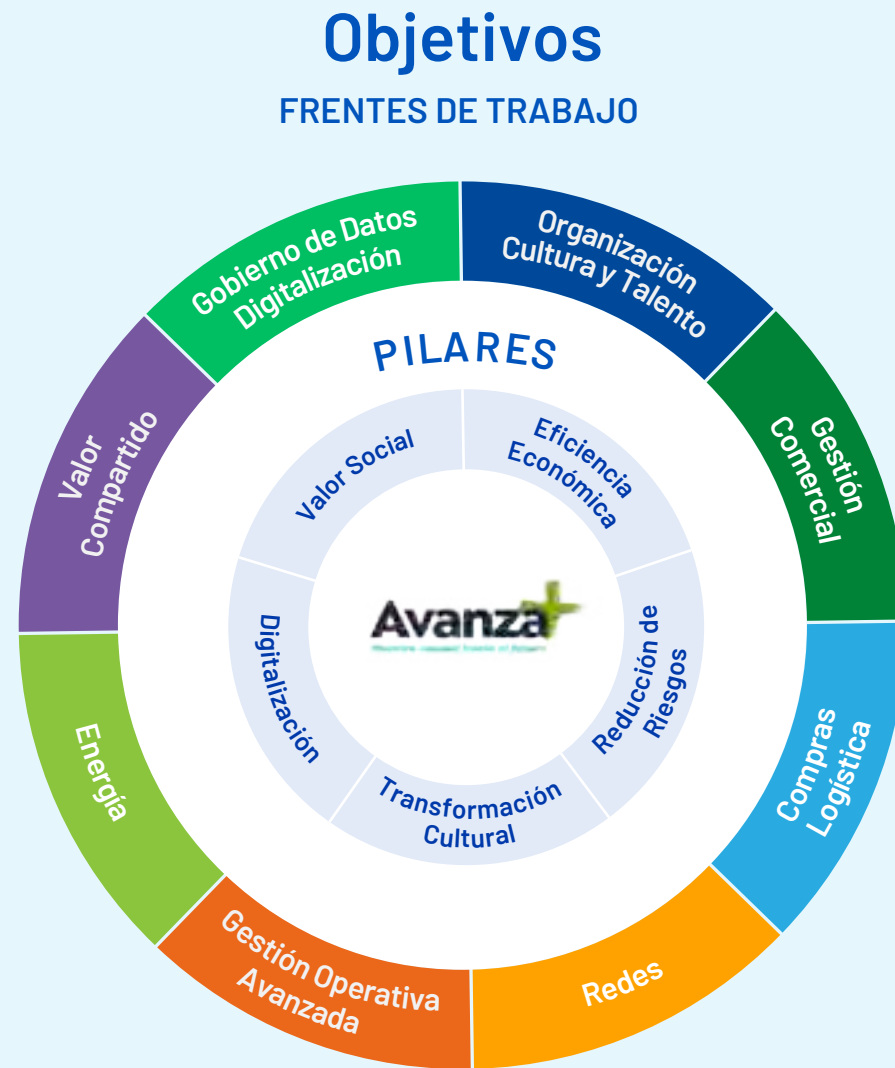 Objetivos
FRENTES DE TRABAJO
Organización
Cultura y Talento
Gestión
Comercial
Compras
Logística
Redes
Gestión Operativa
Avanzada
Energía
Valor
Compartido
Gobierno de Datos
Digitalización
PILARES
Eficiencia
Económica
Reducción de
Riesgos
Transformación
Cultural
Digitalización
Valor Social
Avanza+